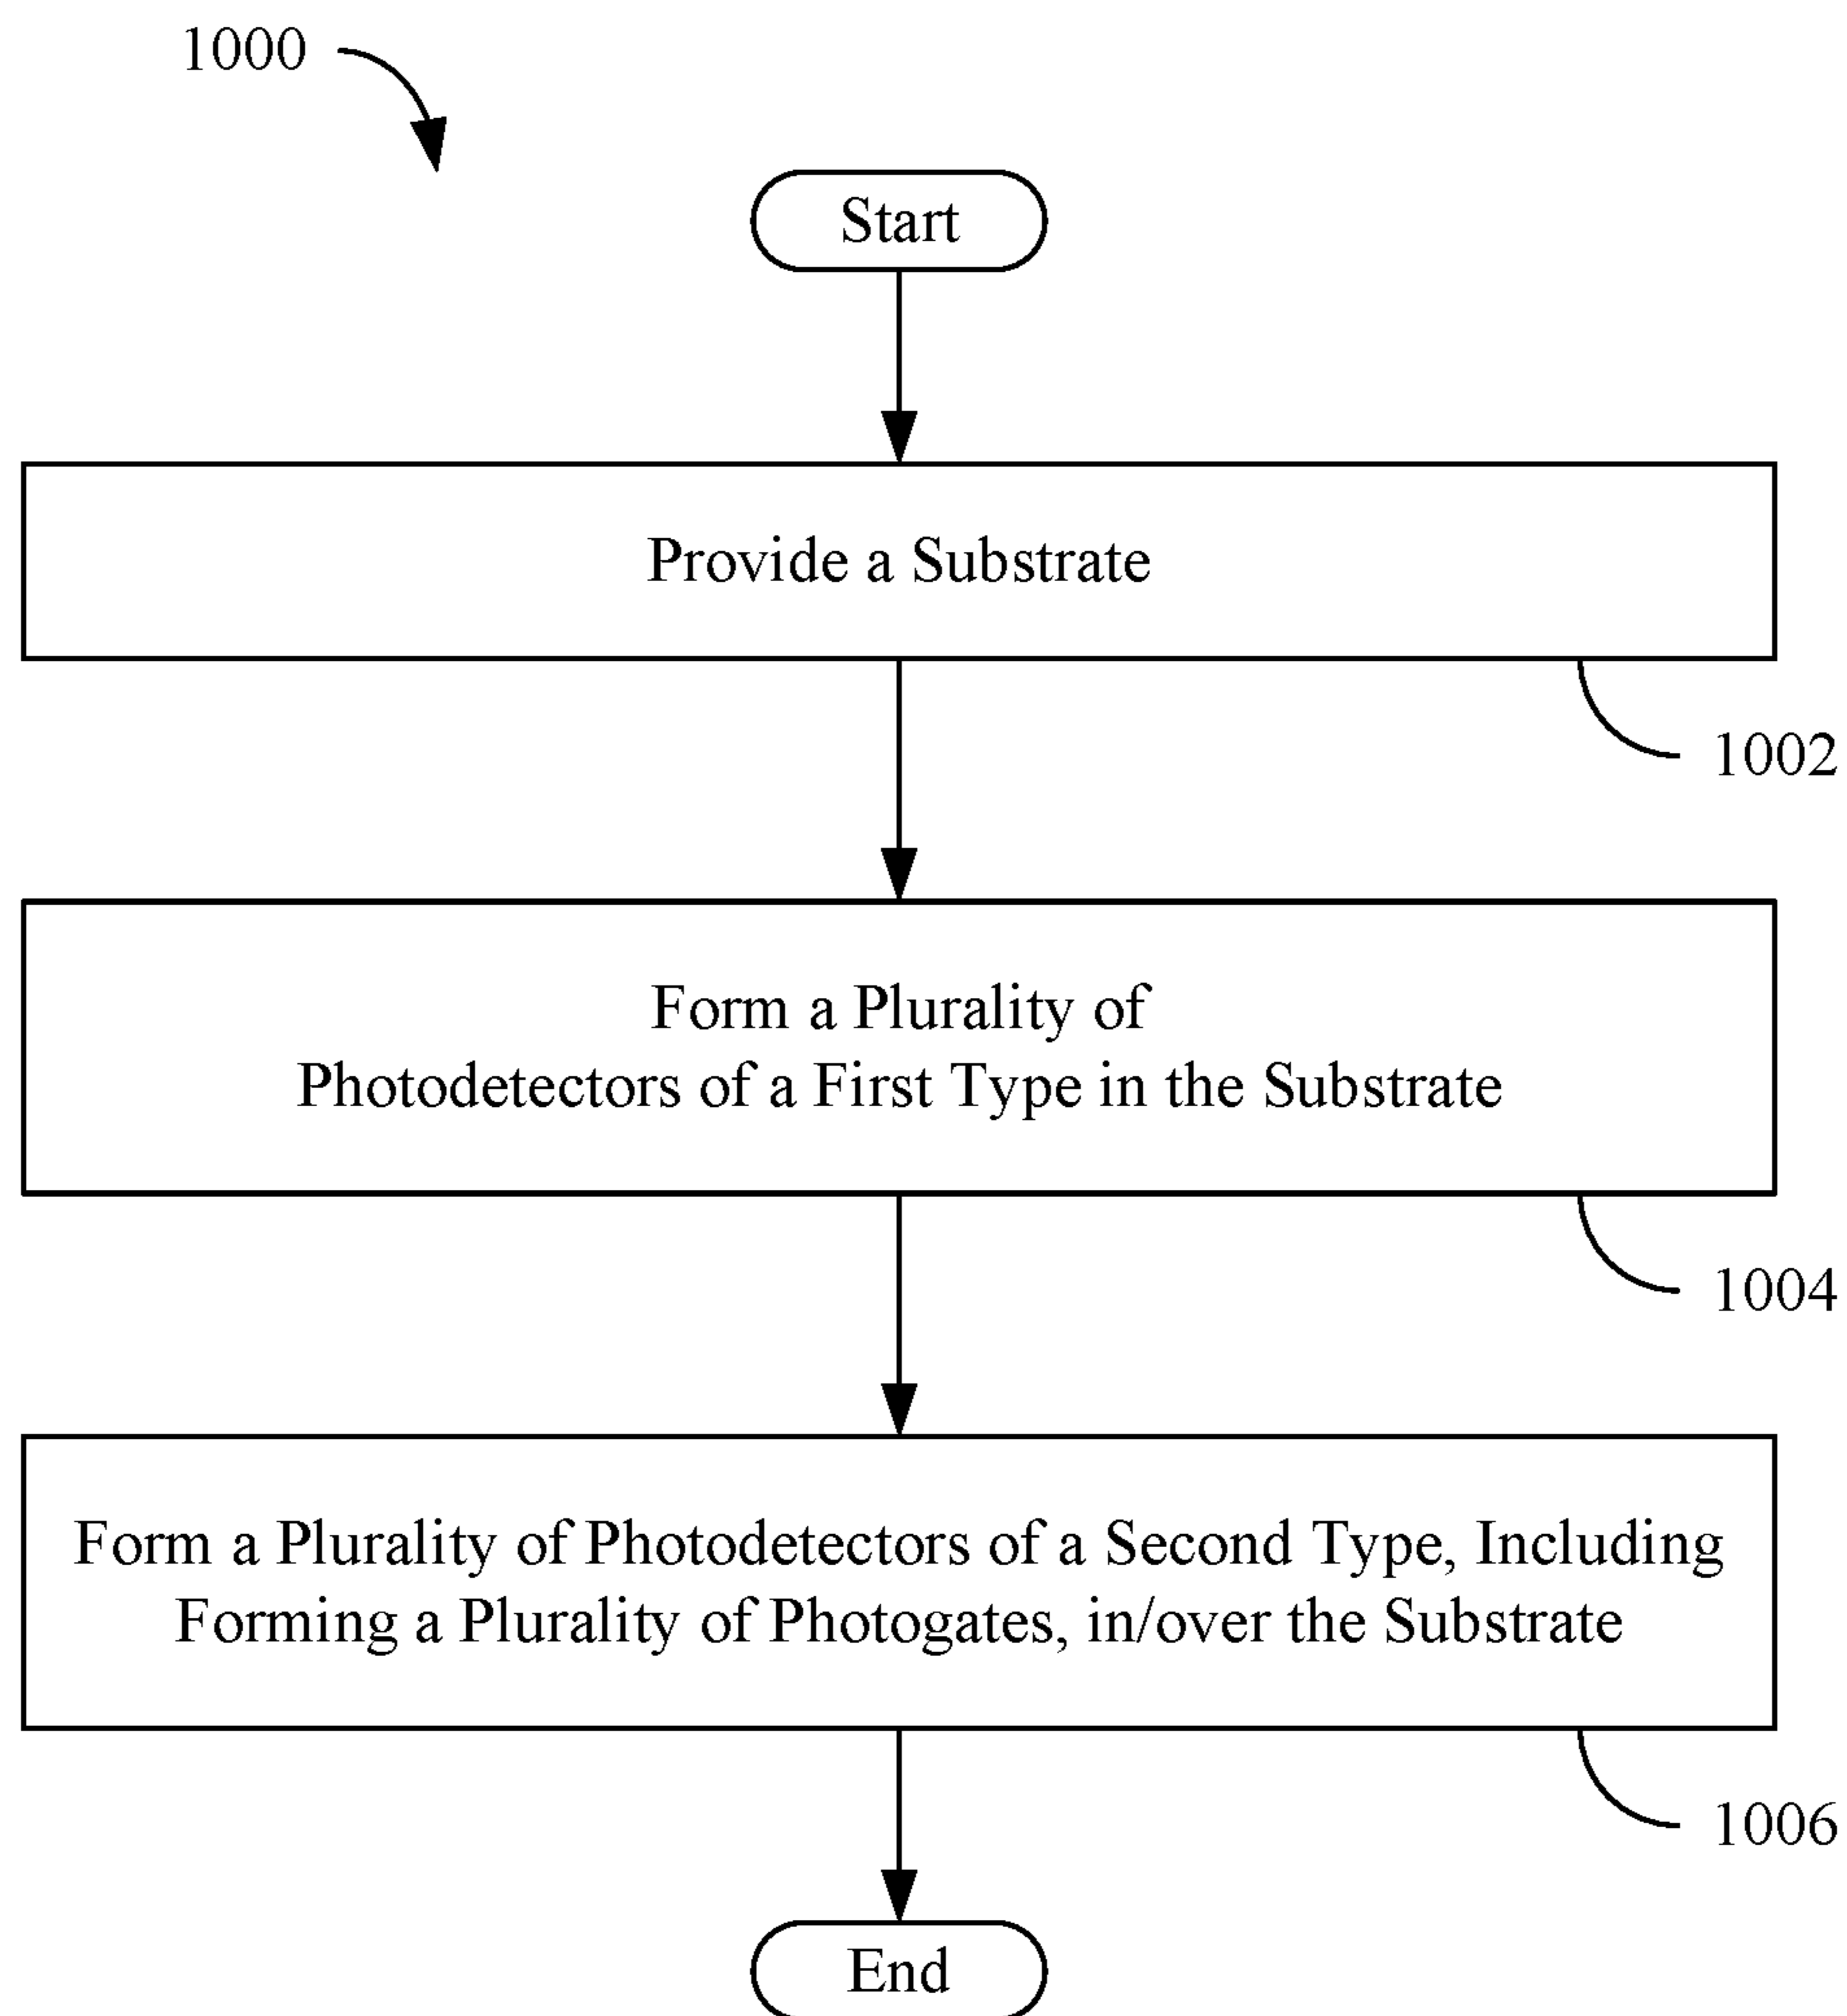 1000
Start
Provide a Substrate
1002
Form a Plurality of
Photodetectors of a First Type in the Substrate
1004
Form a Plurality of Photodetectors of a Second Type, Including
Forming a Plurality of Photogates, in/over the Substrate
1006
End